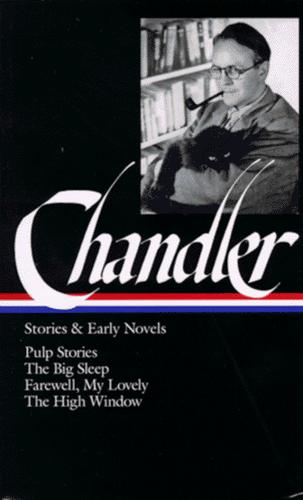 Chandler
Stories & Early Novels
Pulp Stories
The Big Sleep
Farewell, My Lovely
The High Window